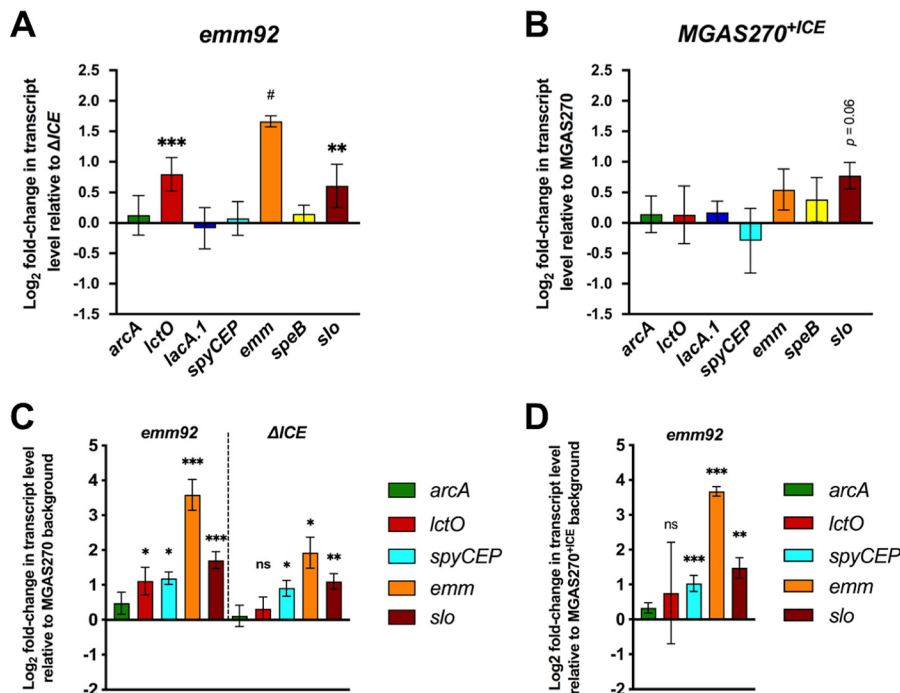 A
emm92
Log2 fold-change in transcript
level relative to ΔICE
2.5
2.0
1.5
1.0
0.5
0.0
-0.5
-1.0
-1.5
***
#
**
arcA
lctO
lacA.1
spyCEP
emm
speB
slo
B
MGAS270+ICE
Log2 fold-change in transcript
level relative to MGAS270
2.5
2.0
1.5
1.0
0.5
0.0
-0.5
-1.0
-1.5
p = 0.06
arcA
lctO
lacA.1
spyCEP
emm
speB
slo
C
emm92
ΔICE
Log2 fold-change in transcript level
relative to MGAS270 background
5
4
3
2
1
0
-1
-2
*
*
***
***
ns
*
*
**
arcA
lctO
spyCEP
emm
slo
D
emm92
Log2 fold-change in transcript level
relative to MGAS270+ICE background
5
4
3
2
1
0
-1
-2
ns
***
***
**
arcA
lctO
spyCEP
emm
slo